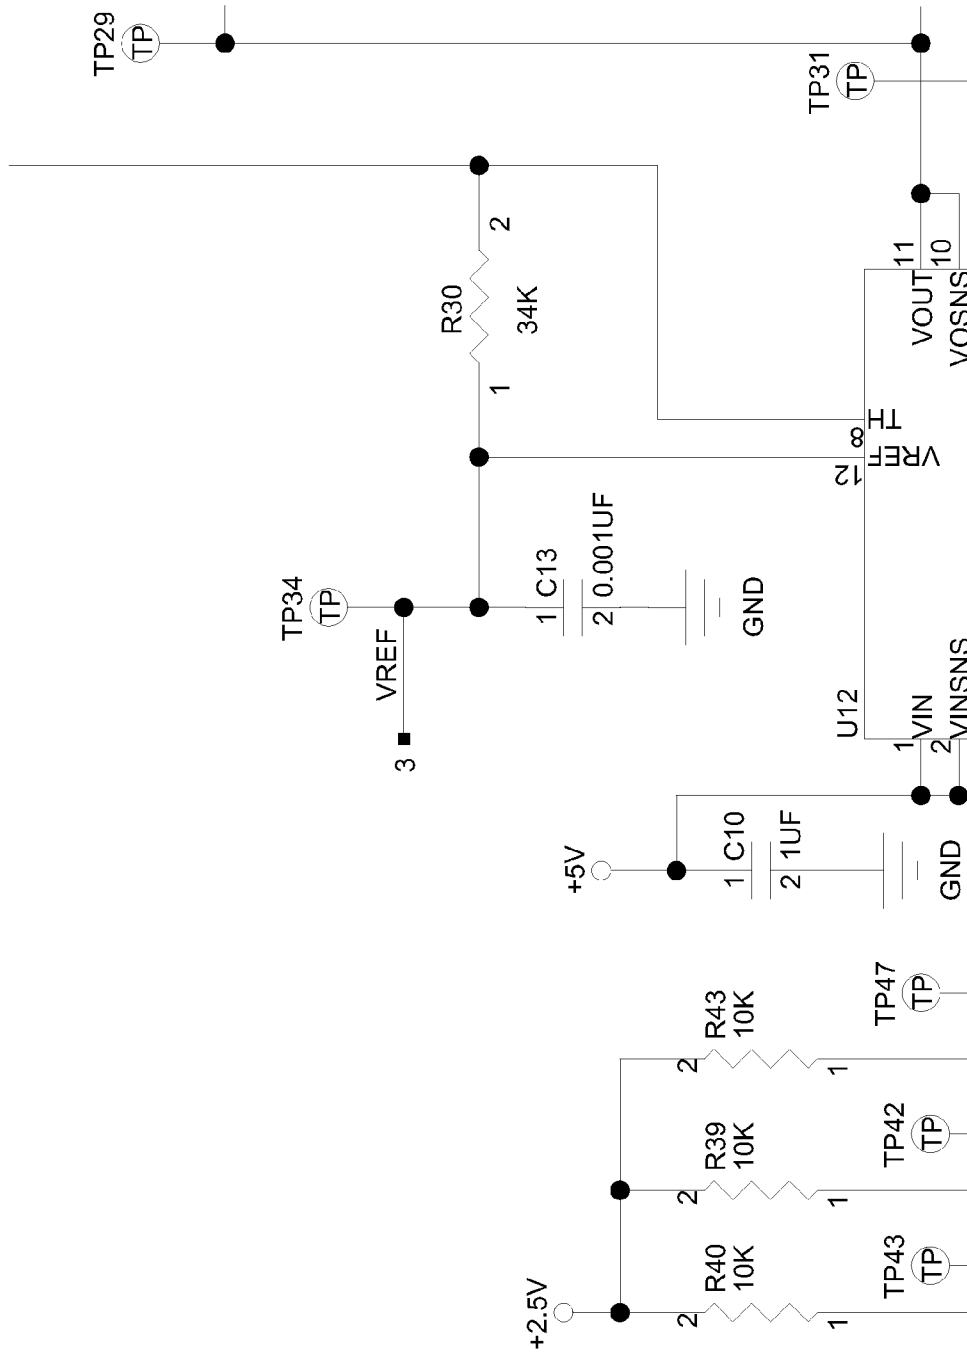 TP29
TP
TP31
TP
2
R30
34K
1
11
10
VOUT
VOSNS
8
TH
VREF
12
TP34
TP
VREF
3
1
C13
2
0.001UF
GND
U12
1
VIN
2
VINSNS
+5V
1
C10
2
1UF
GND
TP47
TP
2
R43
10K
1
TP42
TP
2
R39
10K
1
TP43
TP
2
R40
10K
1
+2.5V